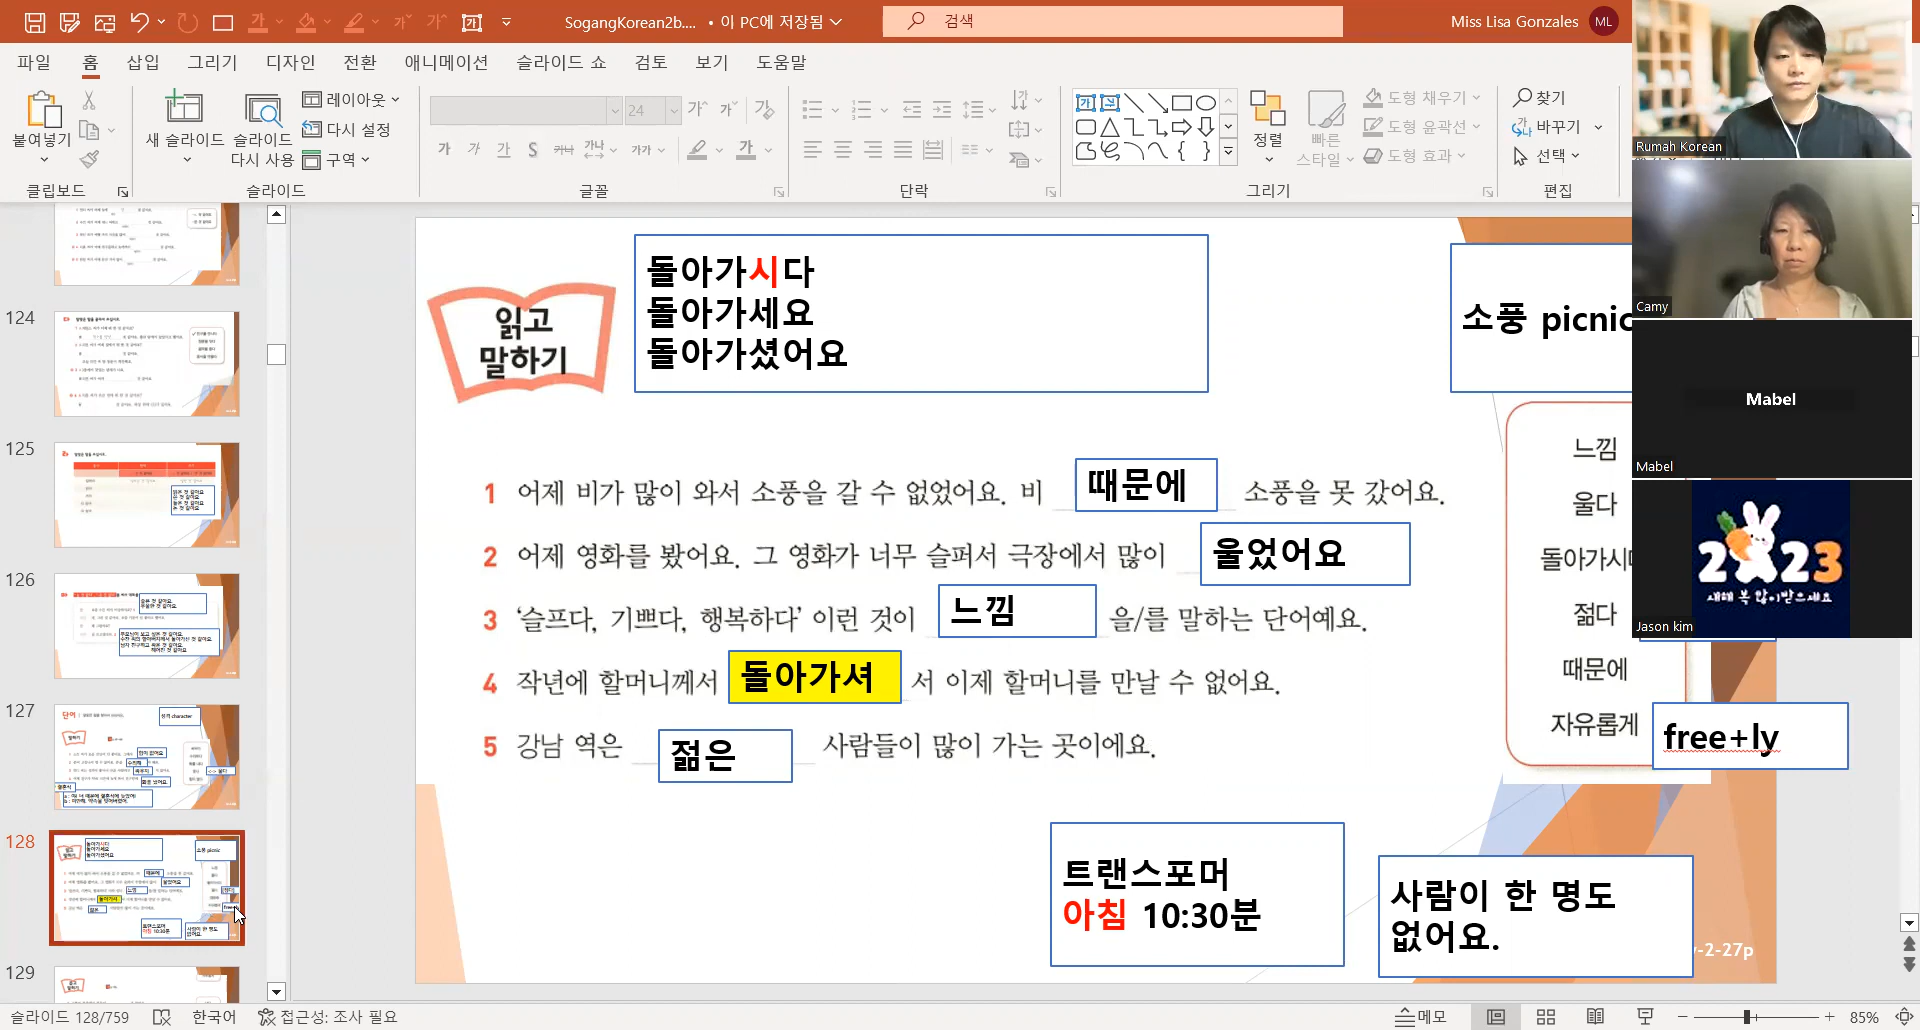 SogangKorean2b.... • 이 PC에 저장됨
검색
Miss Lisa Gonzales
ML
파일 홈 삽입 그리기 디자인 전환 애니메이션 슬라이드 쇼 검토 보기 도움말
붙여넣기
새 슬라이드
슬라이드 다시 사용
레이아웃
다시 설정
구역
24
정렬
빠른 스타일
도형 채우기
도형 윤곽선
도형 효과
찾기
바꾸기
선택
클립보드 슬라이드 글꼴 단락 그리기 편집
124
125
126
127
128
129
읽고
말하기
돌아가시다
돌아가세요
돌아가셨어요
소풍 picnic
1 어제 비가 많이 와서 소풍을 갈 수 없었어요. 비 때문에 소풍을 못 갔어요.
2 어제 영화를 봤어요. 그 영화가 너무 슬퍼서 극장에서 많이 울었어요
3 ‘슬프다, 기쁘다, 행복하다’ 이런 것이 느낌 을/를 말하는 단어예요.
4 작년에 할머니께서 돌아가셔 서 이제 할머니를 만날 수 없어요.
5 강남 역은 젊은 사람들이 많이 가는 곳이에요.
느낌
울다
돌아가시
젊다
때문에
자유롭게
free+ly
트랜스포머
아침 10:30분
사람이 한 명도
없어요.
-2-27p
Rumah Korean
Camy
Mabel
Mabel
2023
새해 복 많이 받으세요
Jason kim
슬라이드 128/759 한국어 접근성: 조사 필요
메모
85%